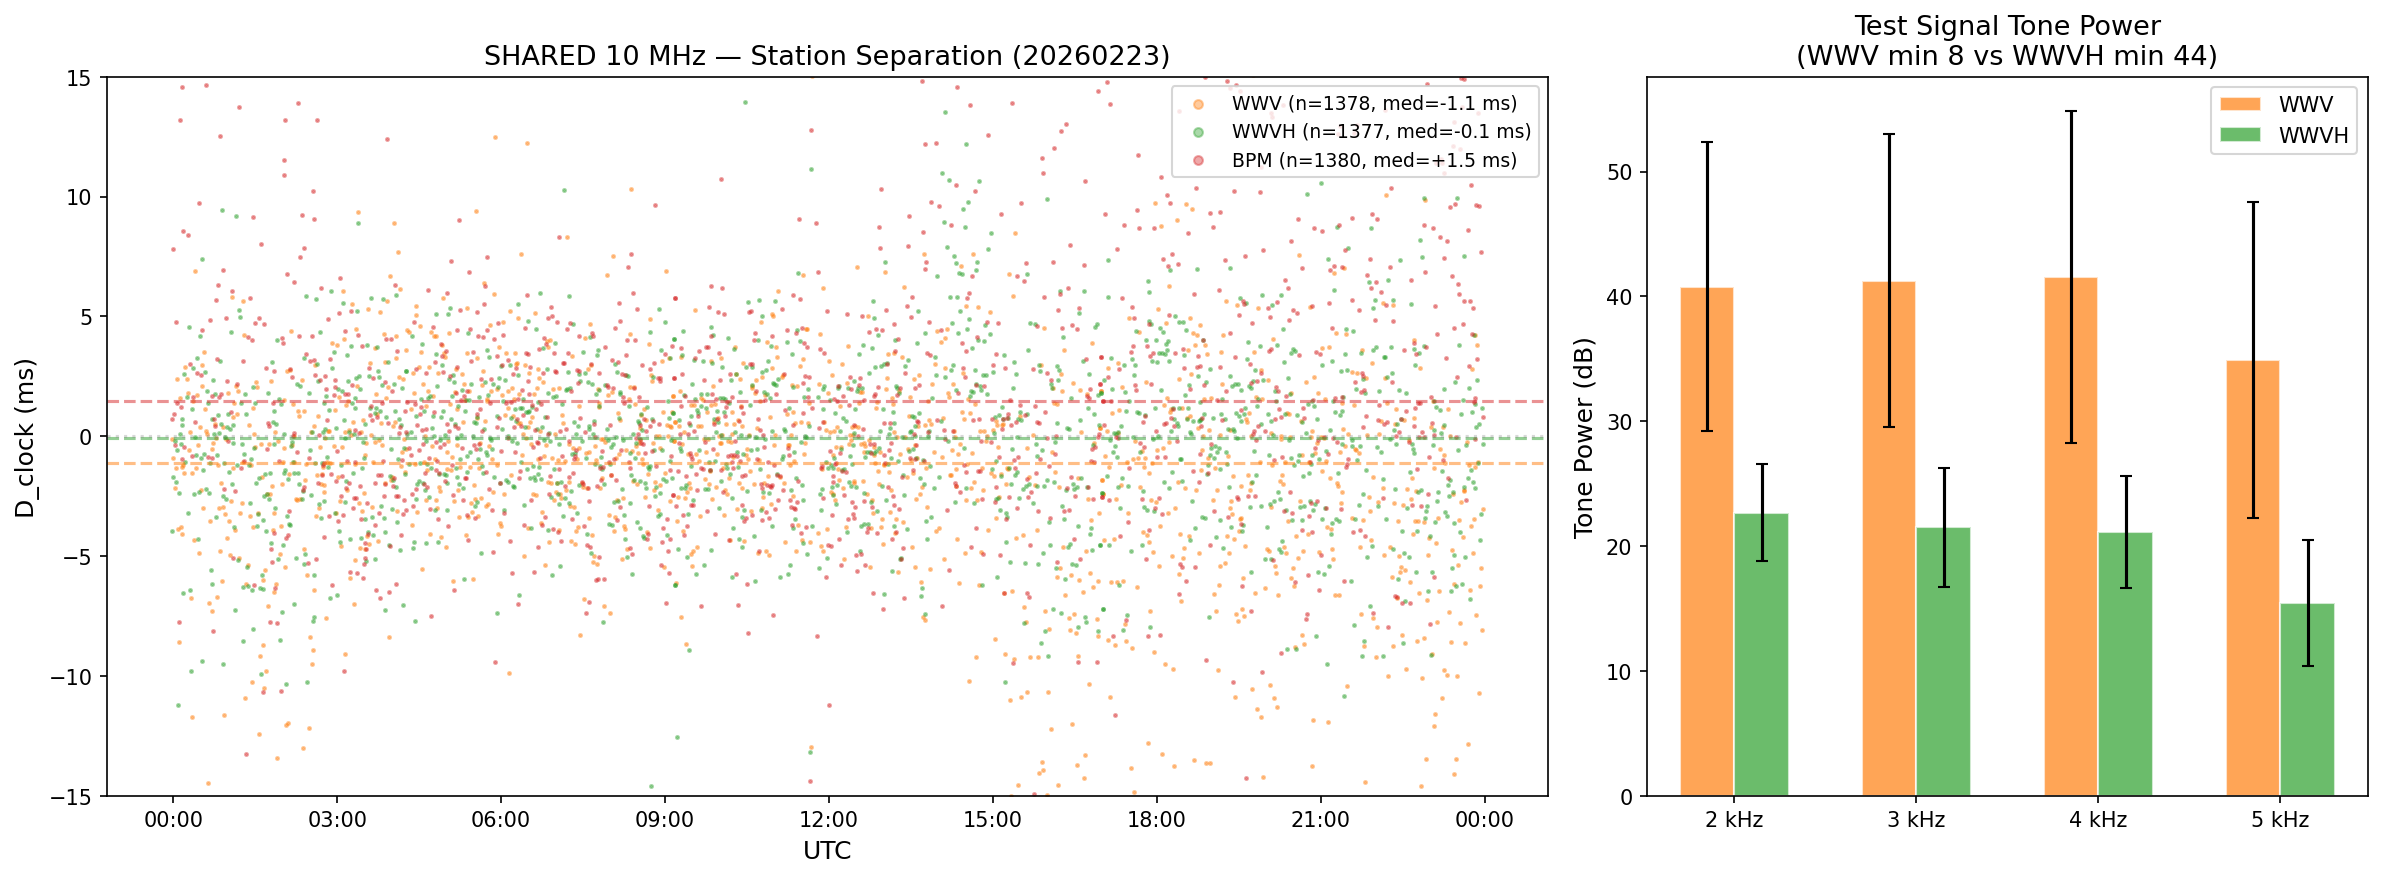 SHARED 10 MHz — Station Separation (20260223)
D_clock (ms)
15
10
5
0
−5
−10
−15
WWV (n=1378, med=-1.1 ms)
WWVH (n=1377, med=-0.1 ms)
BPM (n=1380, med=+1.5 ms)
00:00
03:00
06:00
09:00
12:00
15:00
18:00
21:00
00:00
UTC
Test Signal Tone Power
(WWV min 8 vs WWVH min 44)
Tone Power (dB)
50
40
30
20
10
0
WWV
WWVH
2 kHz
3 kHz
4 kHz
5 kHz